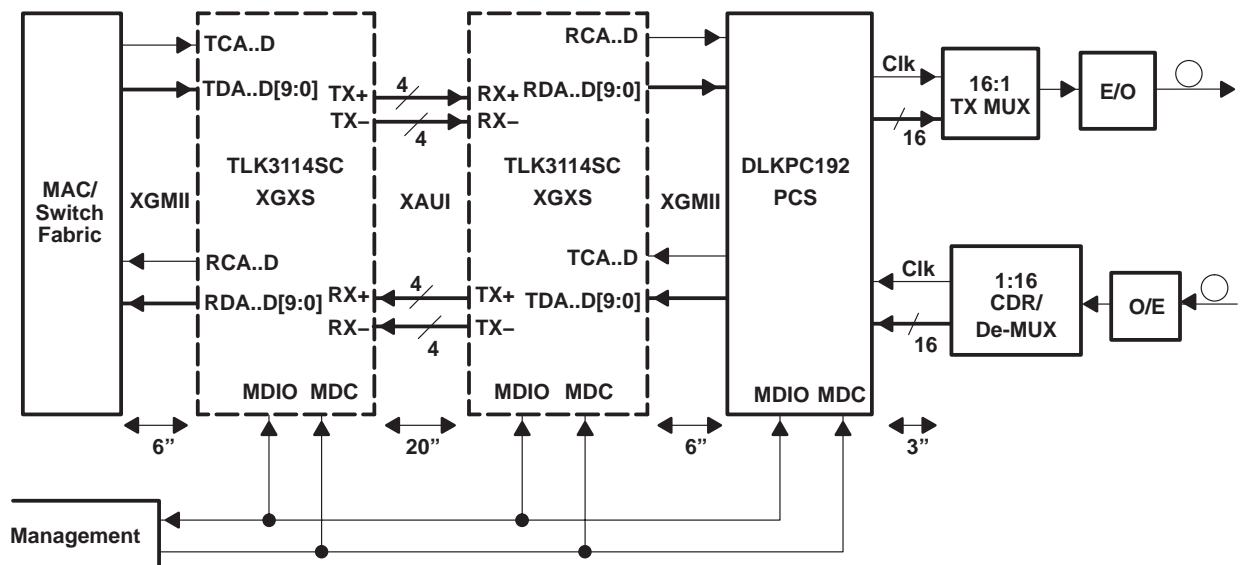 MAC/
Switch
Fabric
XGMII
TCA..D
TDA..D[9:0]
TX+
TX–
TLK3114SC
XGXS
RCA..D
RDA..D[9:0]
RX+
RX–
MDIO MDC
4
4
XAUI
4
4
RCA..D
RX+
RDA..D[9:0]
RX–
TLK3114SC
XGXS
TCA..D
TX+
TDA..D[9:0]
TX–
MDIO MDC
XGMII
DLKPC192
PCS
MDIO MDC
Clk
16
16:1
TX MUX
E/O
Clk
16
1:16
CDR/
De-MUX
O/E
6”
20”
6”
3”
Management